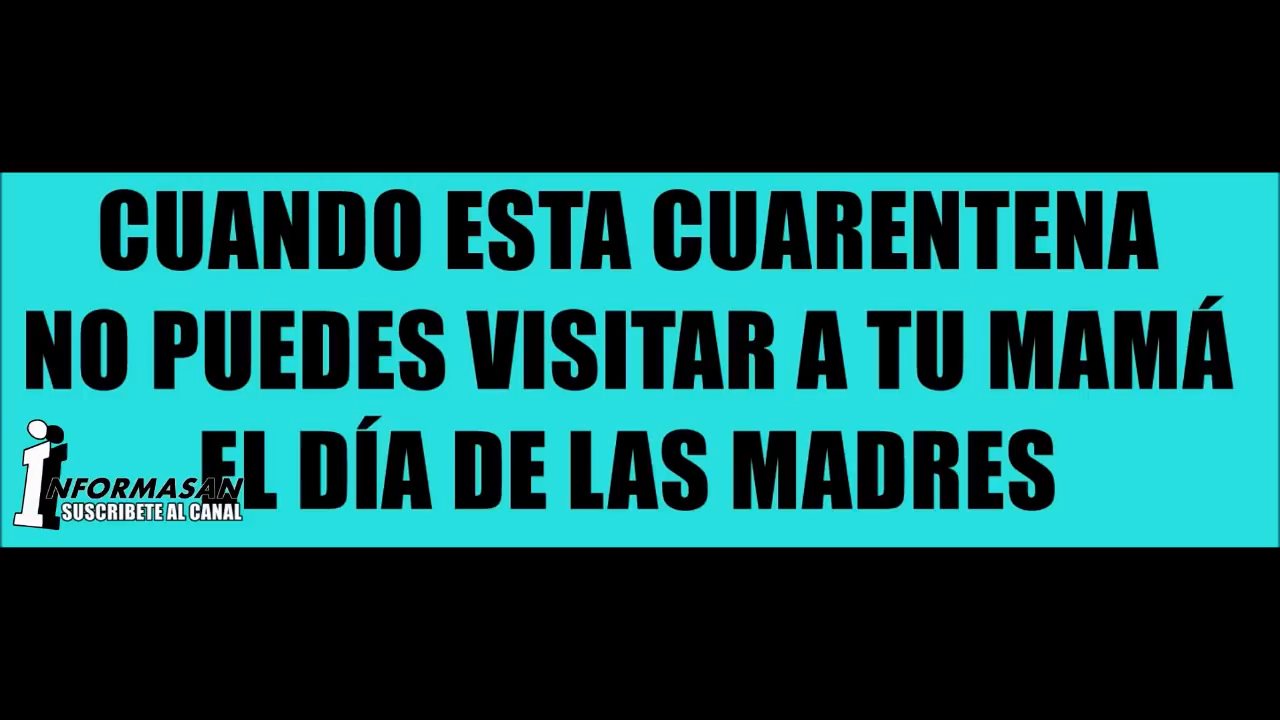 CUANDO ESTA CUARENTENA
NO PUEDES VISITAR A TU MAMÁ
EL DÍA DE LAS MADRES
INFORMASAN
SUSCRIBETE AL CANAL